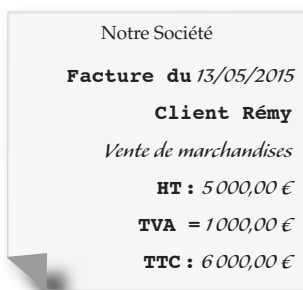 Notre Société
Facture du 13/05/2015
Client Rémy
Vente de marchandises
HT : 5 000,00 €
TVA = 1 000,00 €
TTC : 6 000,00 €